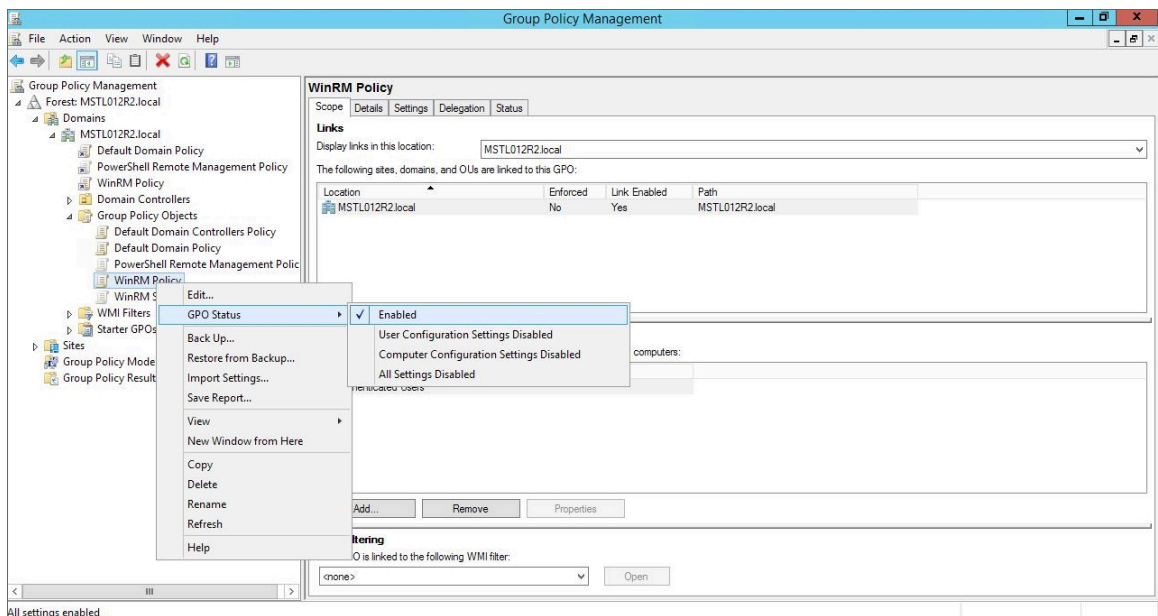 Group Policy Management
File Action View Window Help
Group Policy Management
Forest: MSTL012R2.local
Domains
MSTL012R2.local
Default Domain Policy
PowerShell Remote Management Policy
WinRM Policy
Domain Controllers
Group Policy Objects
Default Domain Controllers Policy
Default Domain Policy
PowerShell Remote Management Polic
WinRM Policy
WinRM S
WMI Filters
Starter GPOs
Sites
Group Policy Mode
Group Policy Result
Edit...
GPO Status
Back Up...
Restore from Backup...
Import Settings...
Save Report...
View
New Window from Here
Copy
Delete
Rename
Refresh
Help
Enabled
User Configuration Settings Disabled
Computer Configuration Settings Disabled
All Settings Disabled
WinRM Policy
Scope Details Settings Delegation Status
Links
Display links in this location: MSTL012R2.local
The following sites, domains, and OUs are linked to this GPO:
Location Enforced Link Enabled Path
MSTL012R2.local No Yes MSTL012R2.local
computers:
Add... Remove Properties
ltering
O is linked to the following WMI filter:
<none> Open
All settings enabled